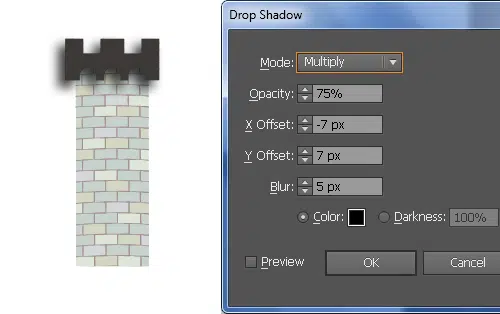 Drop Shadow
Mode: Multiply
Opacity: 75%
X Offset: -7 px
Y Offset: 7 px
Blur: 5 px
Color: Darkness: 100%
Preview OK Cancel